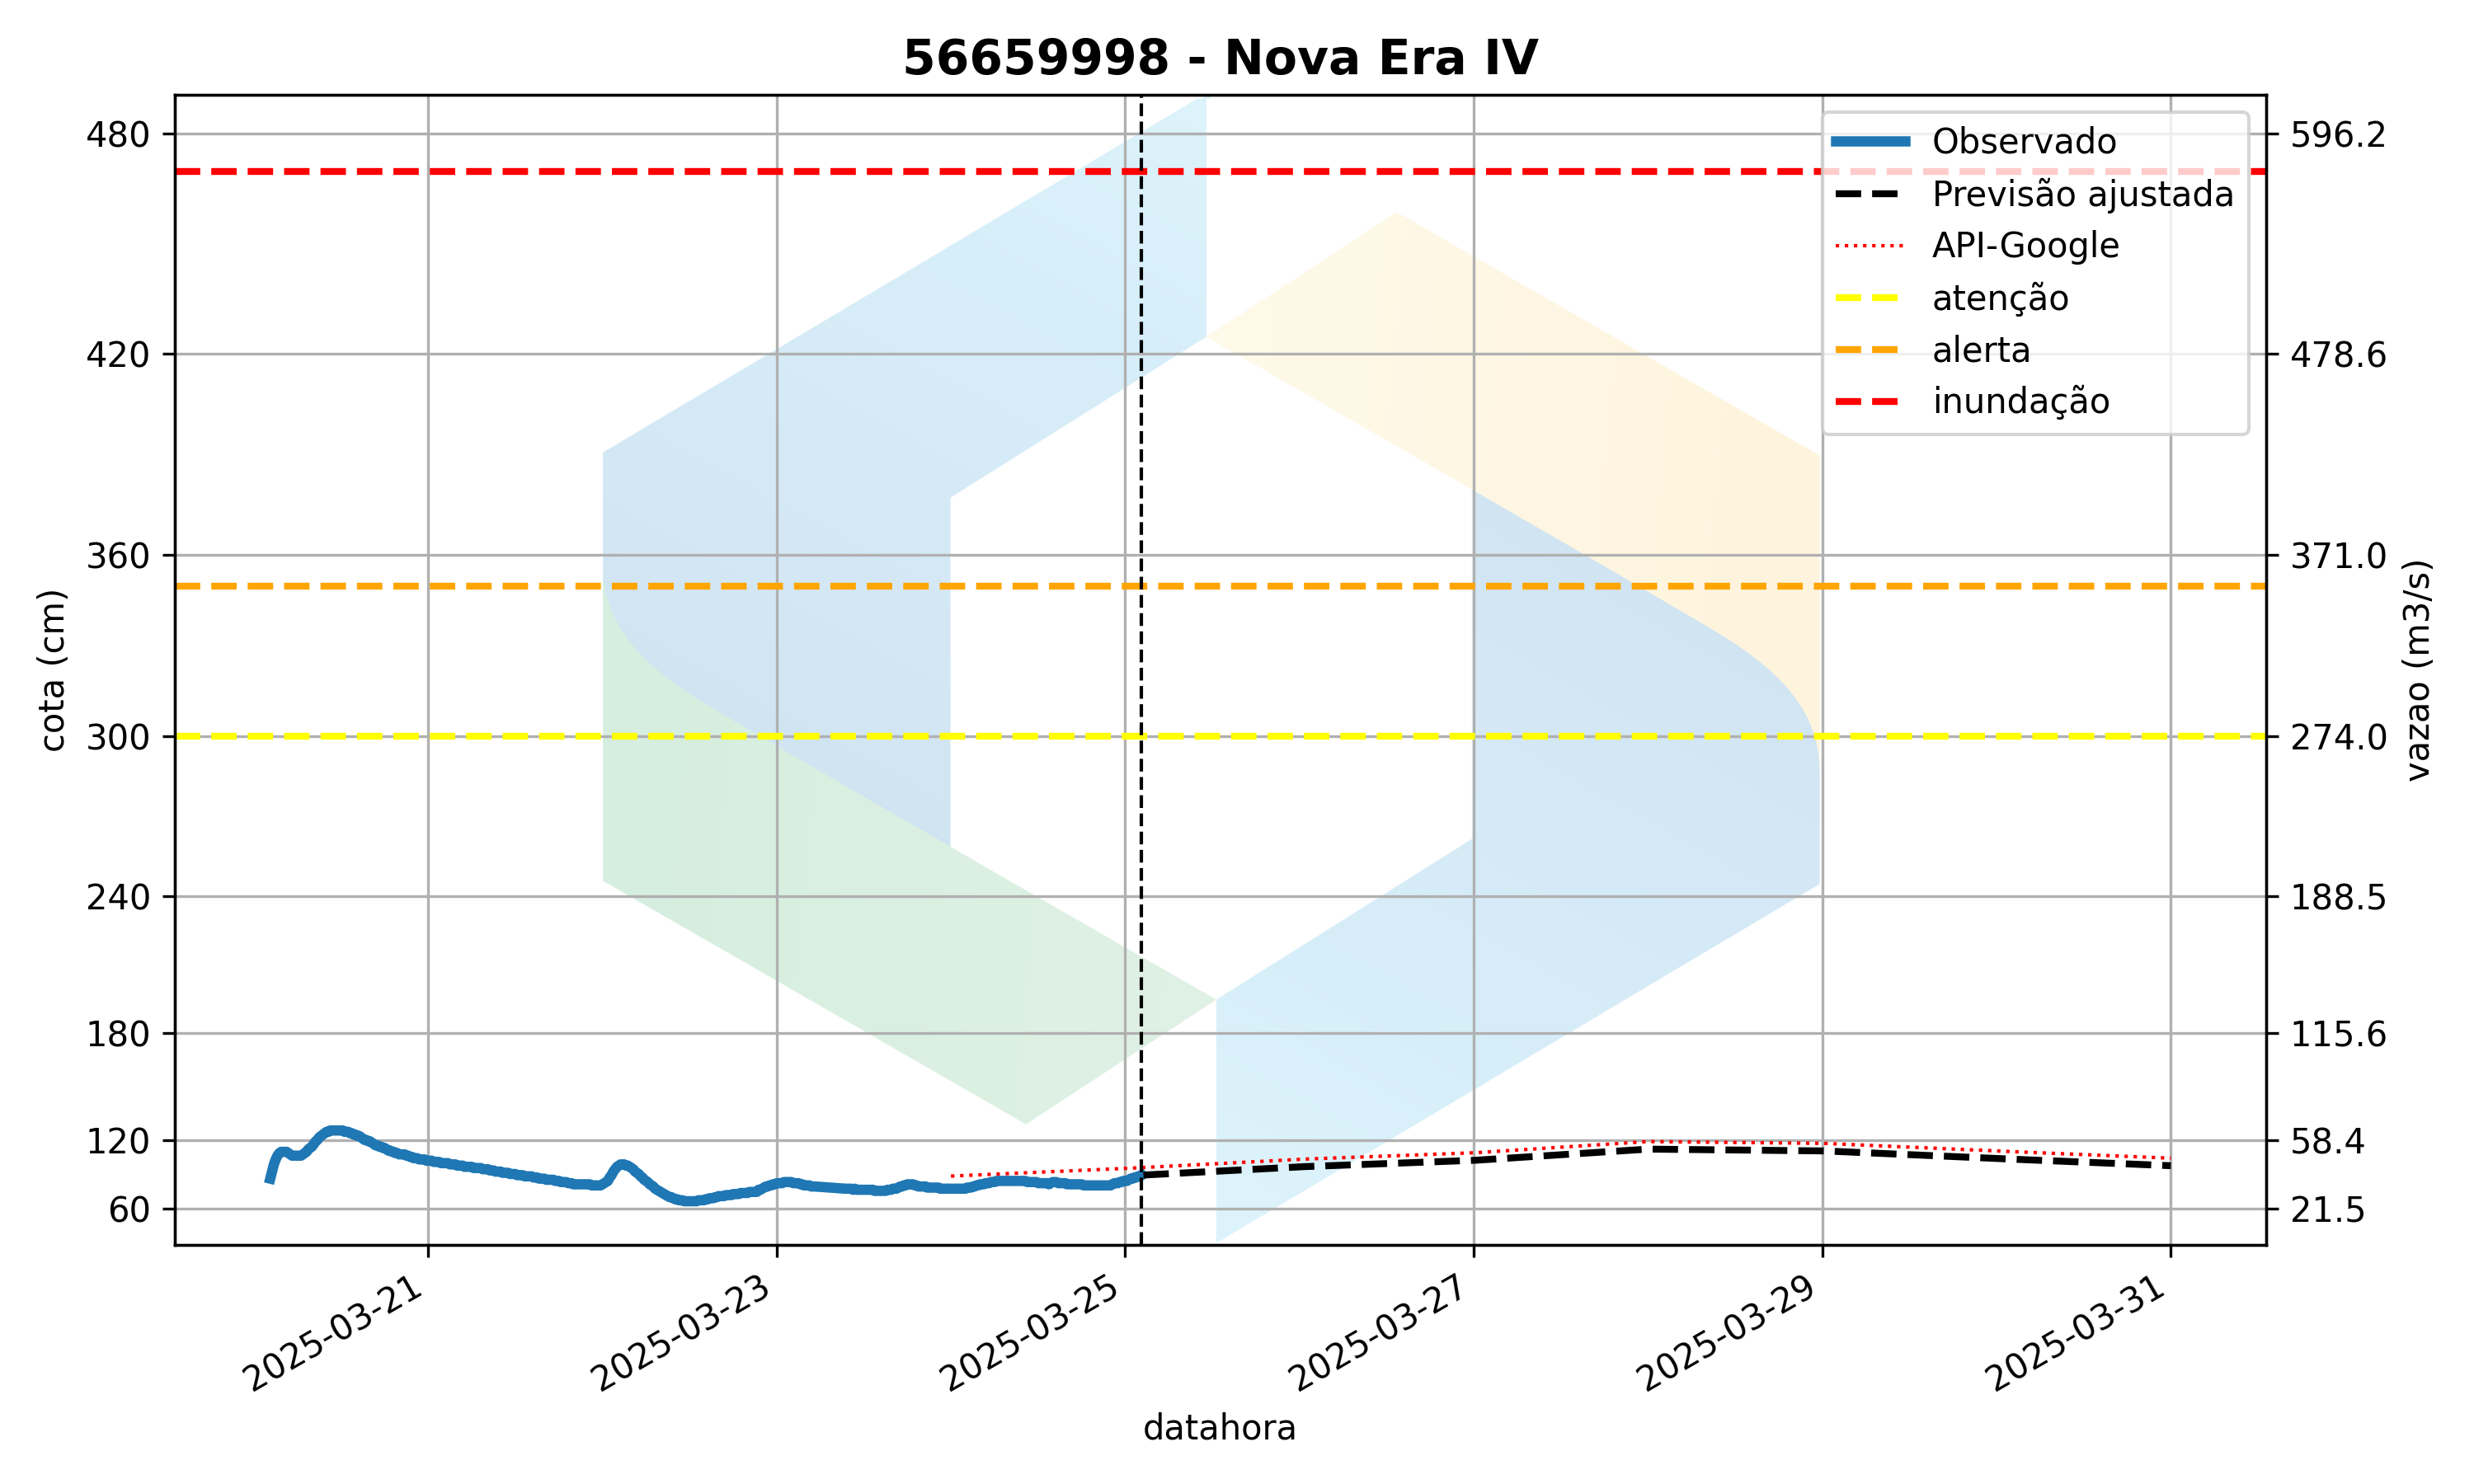 56659998 - Nova Era IV
Observado
Previsão ajustada
API-Google
atenção
alerta
inundação
480
420
360
300
240
180
120
60
cota (cm)
596.2
478.6
371.0
274.0
188.5
115.6
58.4
21.5
vazao (m3/s)
2025-03-21
2025-03-23
2025-03-25
2025-03-27
2025-03-29
2025-03-31
datahora